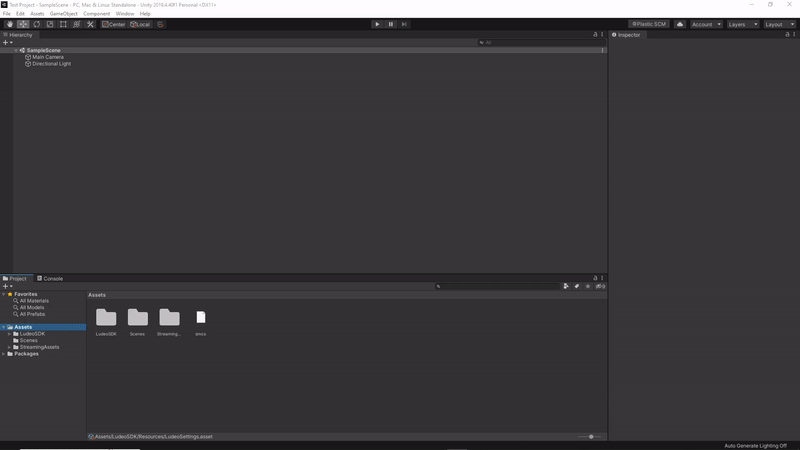 Test Project - SampleScene - PC, Mac & Linux Standalone - Unity 2019.4.40f1 Personal <DX11>
File Edit Assets GameObject Component Window Help
Center Local Plastic SCM Account Layers Layout
Hierarchy Inspector
All
SampleScene
Main Camera
Directional Light
Project Console
Favorites Assets
All Materials
All Models
All Prefabs
Assets
LudeoSDK Scenes Streaming... smcs
LudeoSDK
Scenes
StreamingAssets
Packages
Assets/LudeoSDK/Resources/LudeoSettings.asset
Auto Generate Lighting Off